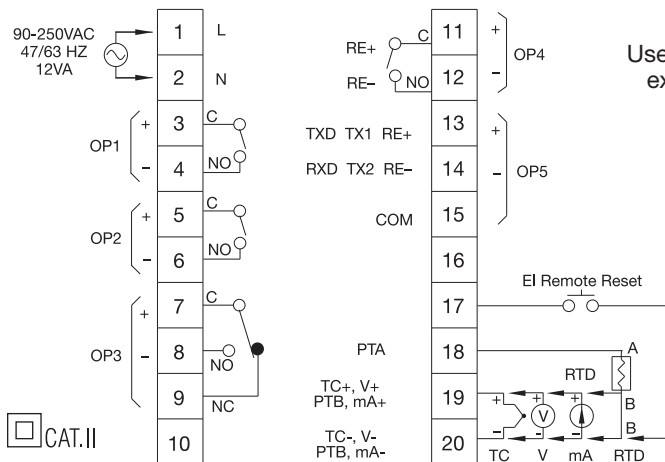 90-250VAC
47/63 HZ
12VA
1 L
2 N
OP1 + 3 C
- 4 NO
OP2 + 5 C
- 6 NO
OP3 + 7 C
- 8 NO
9 NC
10
CAT.II
RE+ C 11 + OP4
RE- NO 12 -
TXD TX1 RE+ 13 +
RXD TX2 RE- 14 - OP5
COM 15
16
17 EI Remote Reset
PTA 18 A
RTD
TC+, V+
PTB, mA+
19 + + + B
V
TC-, V-
PTB, mA-
20 - - - B
TC V mA RTD
Use
ex